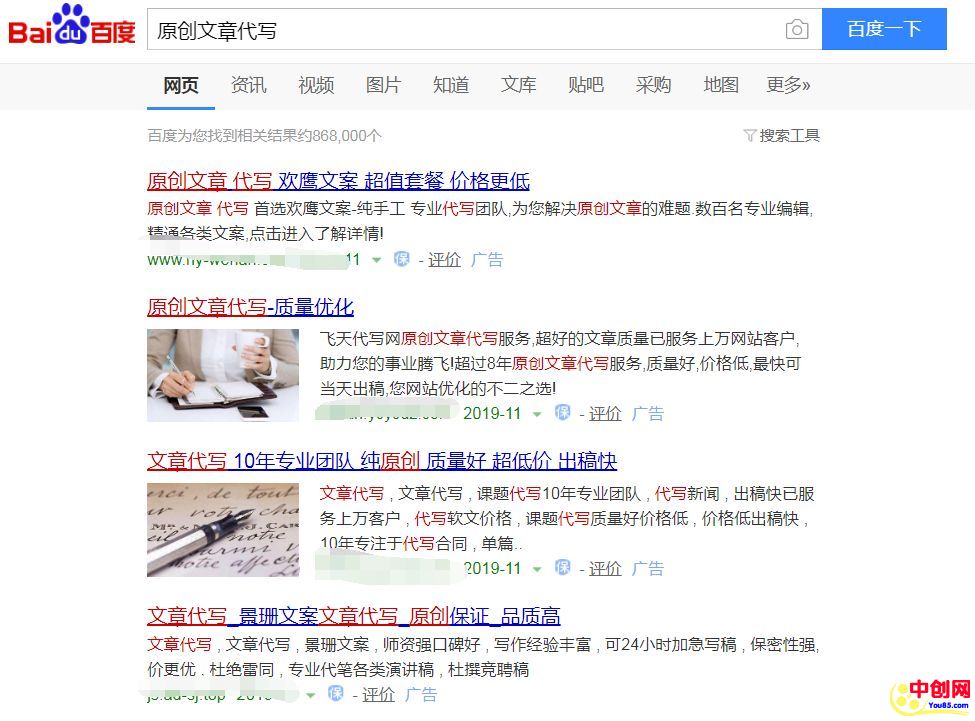 Bai du 百度
原创文章代写
百度一下
网页 资讯 视频 图片 知道 文库 贴吧 采购 地图 更多»
百度为您找到相关结果约868,000个
搜索工具
原创文章 代写 欢鹰文案 超值套餐 价格更低
原创文章 代写 首选欢鹰文案-纯手工 专业代写团队,为您解决原创文章的难题.数百名专业编辑,
精通各类文案,点击进入了解详情!
保 - 评价 广告
原创文章代写-质量优化
飞天代写网原创文章代写服务,超好的文章质量已服务上万网站客户,
助力您的事业腾飞!超过8年原创文章代写服务,质量好,价格低,最快可
当天出稿,您网站优化的不二之选!
2019-11 保 - 评价 广告
文章代写 10年专业团队 纯原创 质量好 超低价 出稿快
文章代写 , 文章代写 , 课题代写10年专业团队 , 代写新闻 , 出稿快已服
务上万客户 , 代写软文价格 , 课题代写质量好价格低 , 价格低出稿快 ,
10年专注于代写合同 , 单篇..
2019-11 保 - 评价 广告
文章代写_景珊文案文章代写_原创保证_品质高
文章代写 , 文章代写 , 景珊文案 , 师资强口碑好 , 写作经验丰富 , 可24小时加急写稿 , 保密性强,
价更优 . 杜绝雷同 , 专业代笔各类演讲稿 , 杜撰竞聘稿
保 - 评价 广告
中创网
You85.com